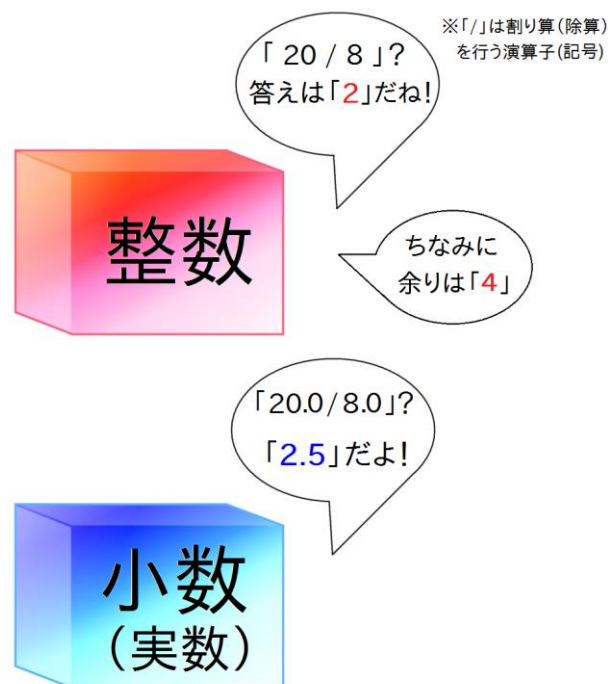 ※「/」は割り算(除算)
を行う演算子(記号)
「 20 / 8 」?
答えは「2」だね!
整数
ちなみに
余りは「4」
「20.0/8.0」?
「2.5」だよ!
小数
(実数)